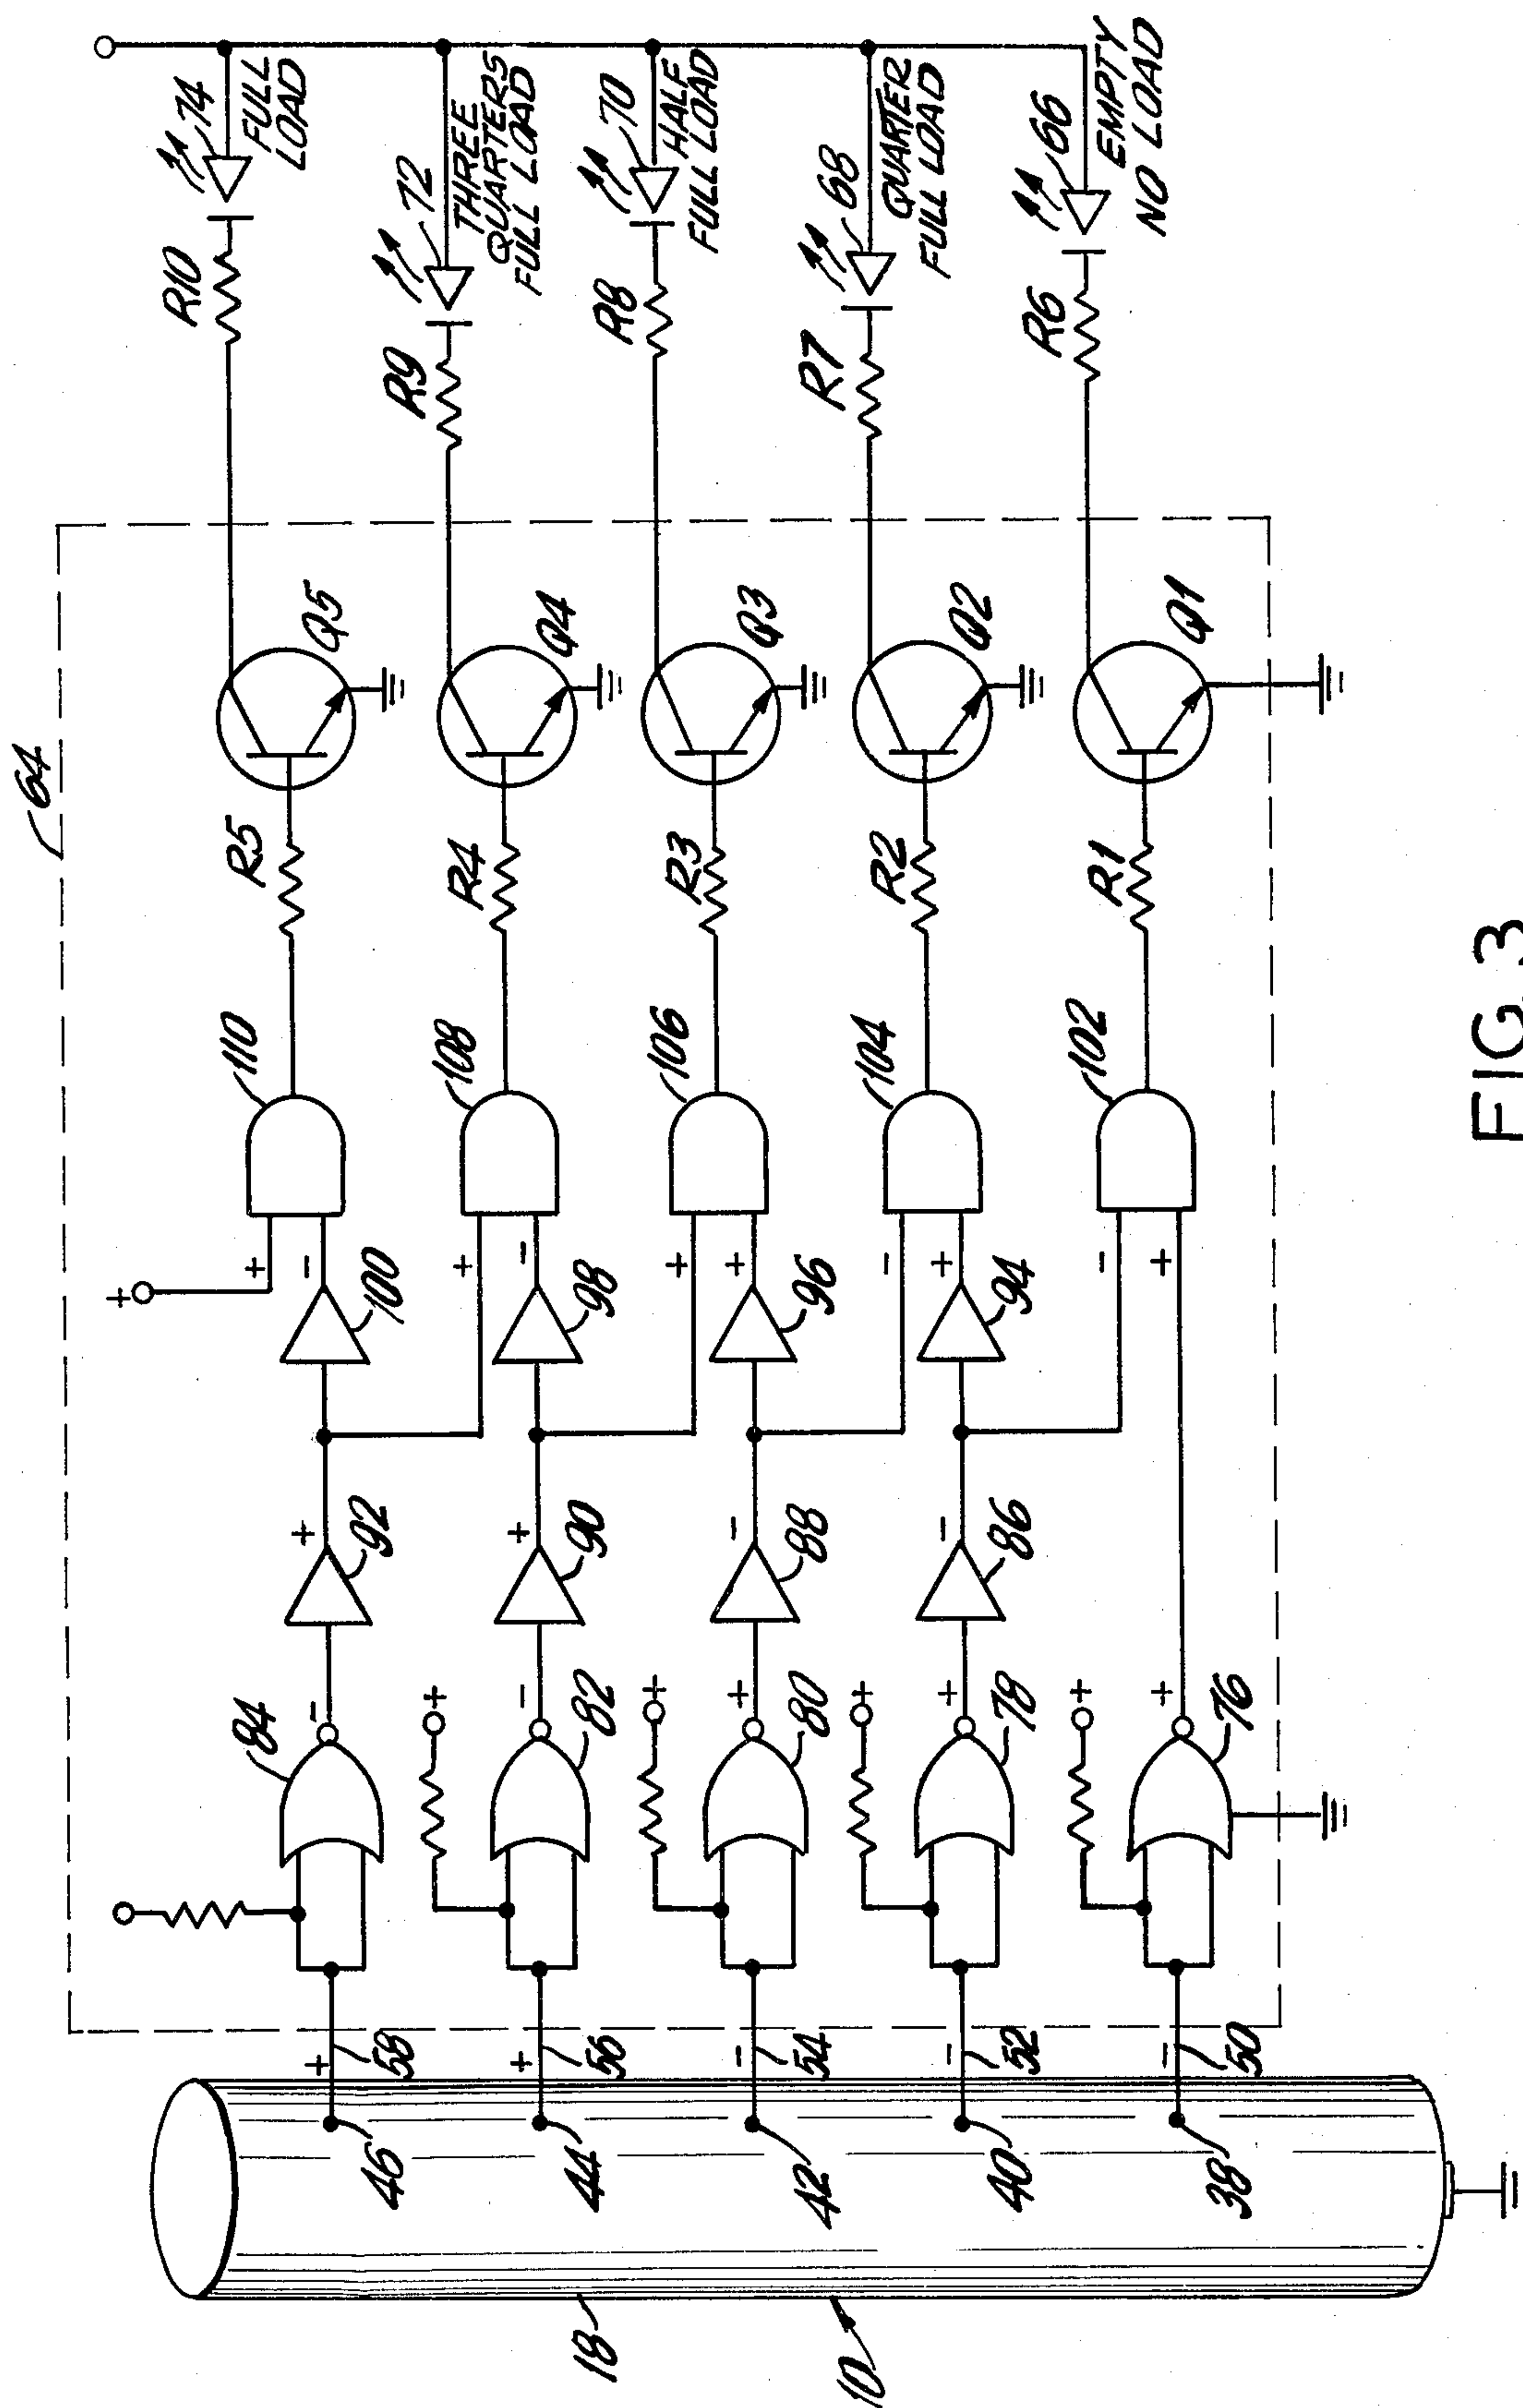 64
74
FULL
LOAD
R10
R5
Q5
110
+
+
-
100
+
92
-
84
+
58
46
72
THREE
QUARTERS
FULL LOAD
R9
R4
Q4
108
+
-
98
+
90
-
82
+
+
56
44
70
HALF
FULL LOAD
R8
R3
Q3
106
+
+
96
-
88
+
80
+
-
54
42
68
QUARTER
FULL LOAD
R7
R2
Q2
104
-
+
94
-
86
+
78
+
-
52
40
66
EMPTY
NO LOAD
R6
R1
Q1
102
-
+
+
76
+
-
50
38
18
10
FIG. 3